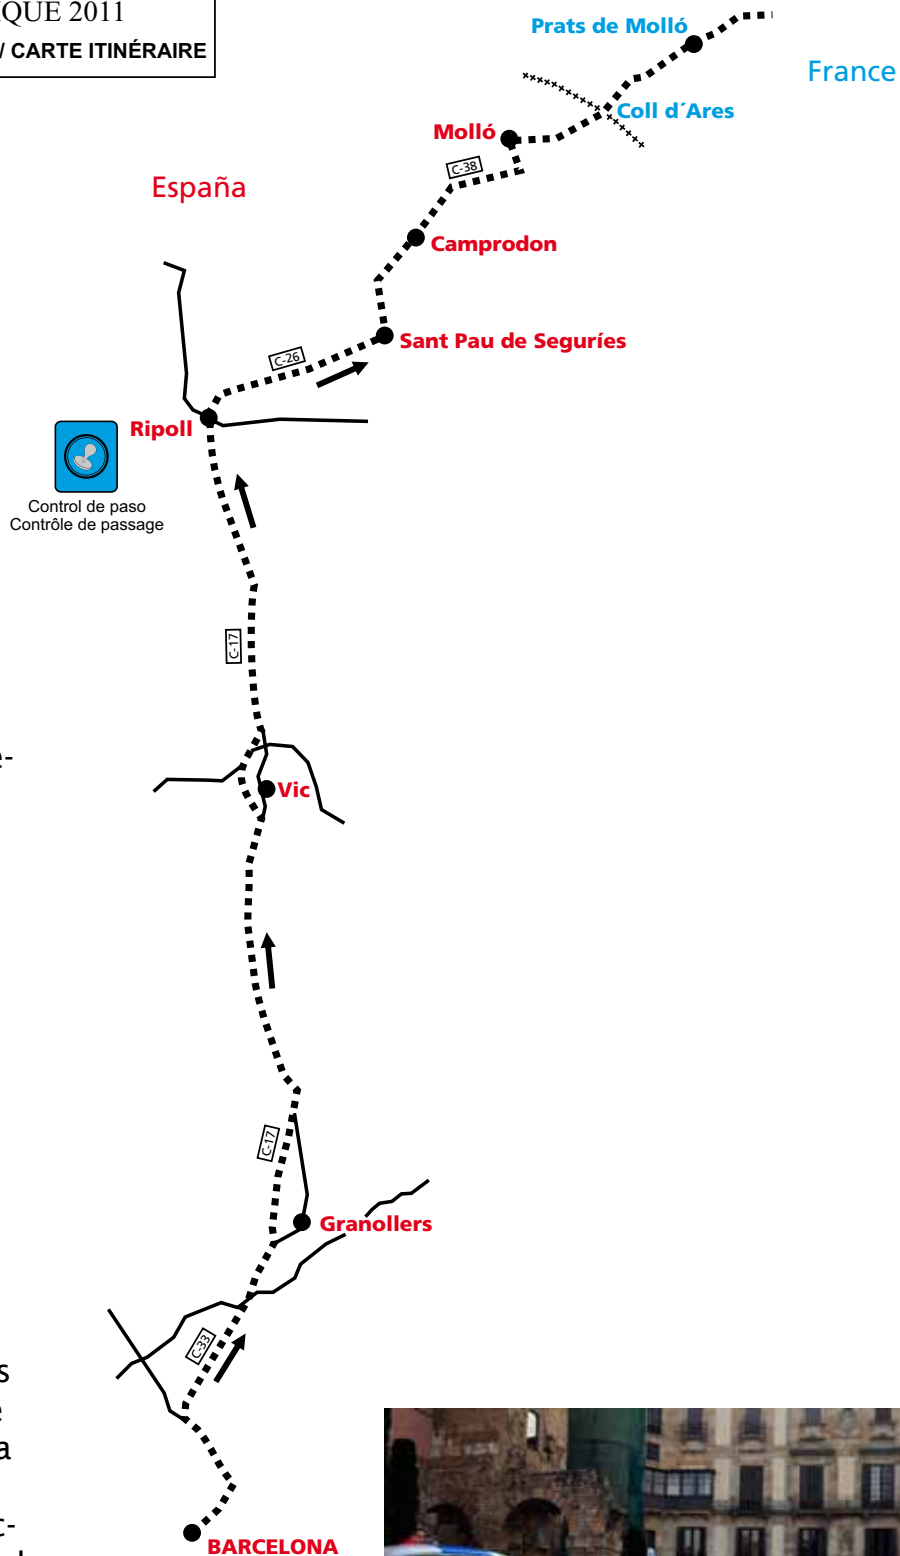 IQUE 2011
/ CARTE ITINÉRAIRE
Prats de Molló
France
Coll d´Ares
Molló
C-38
España
Camprodon
Sant Pau de Seguríes
C-26
Ripoll
Control de paso
Contrôle de passage
C-17
e-
Vic
C-17
Granollers
C-33
s
e
a
c-
BARCELONA